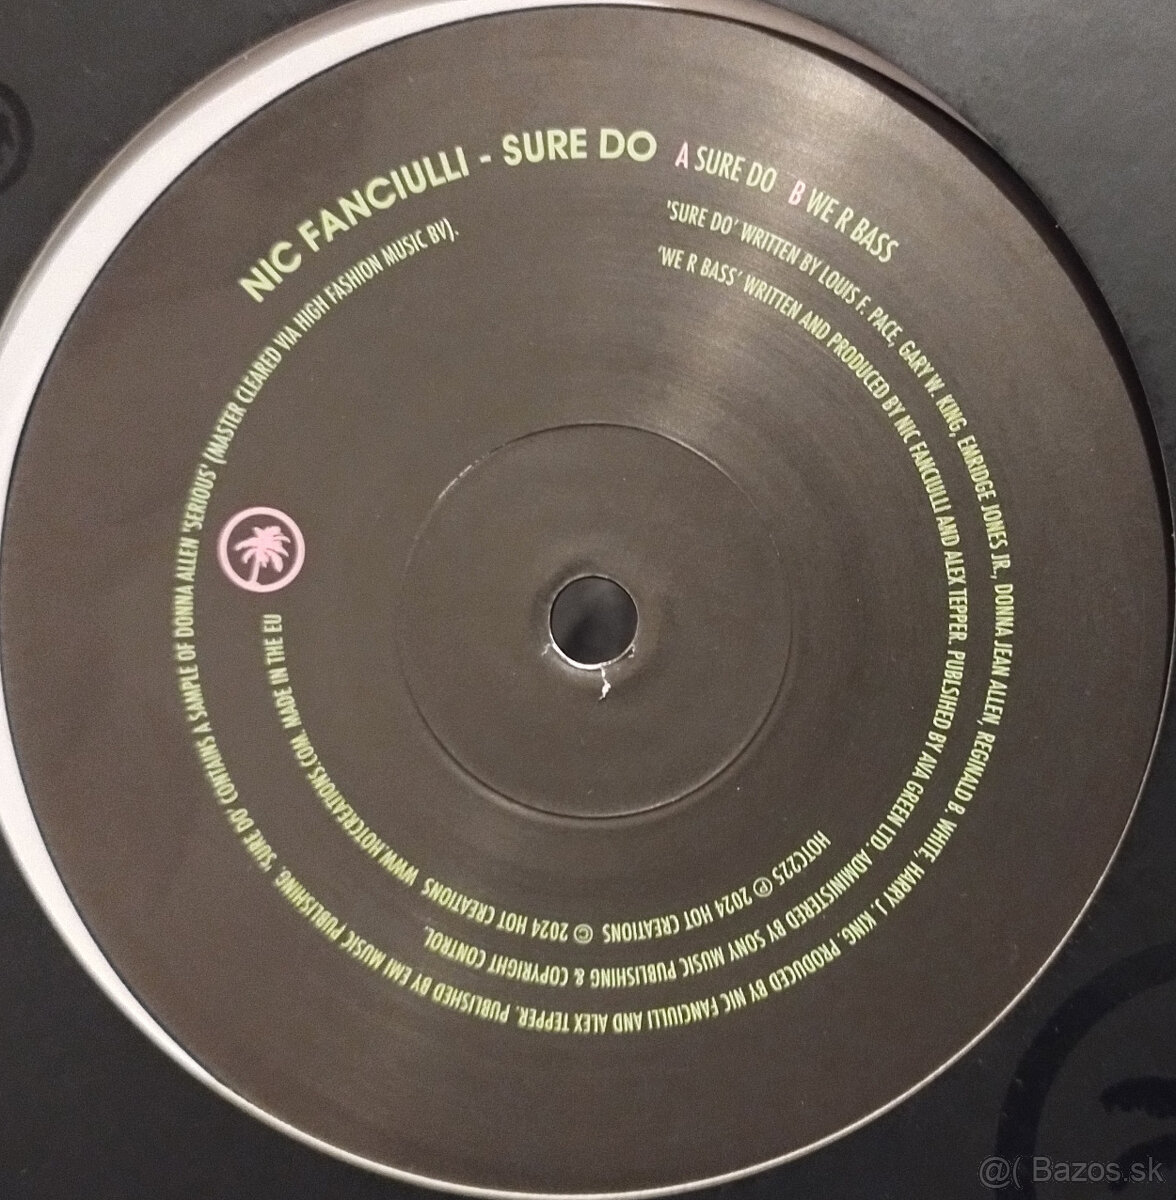 NIC FANCIULLI - SURE DO A SURE DO B WE R BASS
'SURE DO' WRITTEN BY LOUIS F. PACE, GARY W. KING, EMRIDGE JONES JR., DONNA JEAN ALLEN, REGINALD B. WHITE, HARRY J. KING. PRODUCED BY NIC FANCIULLI AND ALEX TEPPER. PUBLISHED BY EMI MUSIC PUBLISHING. 'SURE DO' CONTAINS A SAMPLE OF DONNA ALLEN 'SERIOUS' (MASTER CLEARED VIA HIGH FASHION MUSIC BV).
'WE R BASS' WRITTEN AND PRODUCED BY NIC FANCIULLI AND ALEX TEPPER. PUBLSIHED BY AVA GREEN LTD. ADMINISTERED BY SONY MUSIC PUBLISHING & COPYRIGHT CONTROL.
HOTC225 ℗ 2024 HOT CREATIONS © 2024 HOT CREATIONS WWW.HOTCREATIONS.COM. MADE IN THE EU
@( Bazos.sk